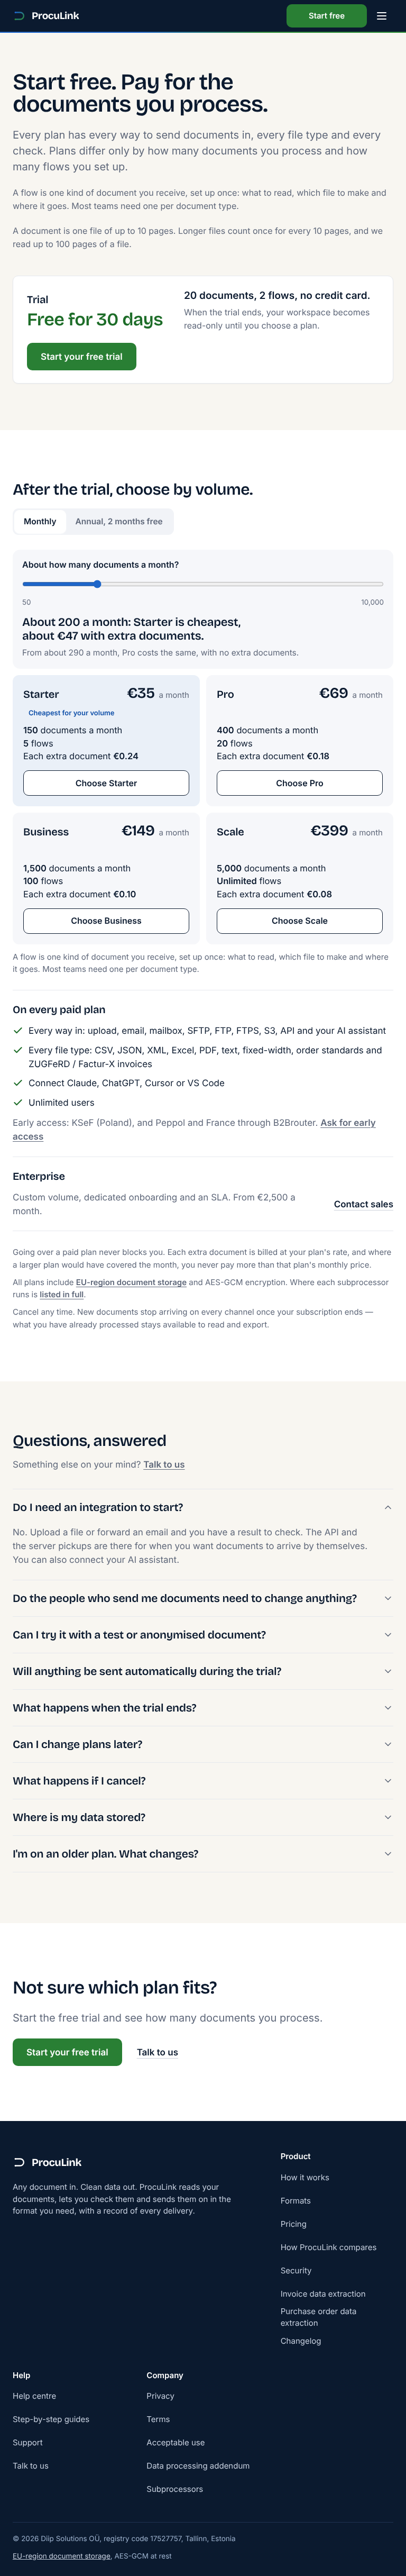 ProcuLink
Start free
Start free. Pay for the
documents you process.
Every plan has every way to send documents in, every file type and every
check. Plans differ only by how many documents you process and how
many flows you set up.
A flow is one kind of document you receive, set up once: what to read, which file to make and
where it goes. Most teams need one per document type.
A document is one file of up to 10 pages. Longer files count once for every 10 pages, and we
read up to 100 pages of a file.
Trial
Free for 30 days
Start your free trial
20 documents, 2 flows, no credit card.
When the trial ends, your workspace becomes
read-only until you choose a plan.
After the trial, choose by volume.
Monthly
Annual, 2 months free
About how many documents a month?
50
10,000
About 200 a month: Starter is cheapest,
about €47 with extra documents.
From about 290 a month, Pro costs the same, with no extra documents.
Starter
€35 a month
Cheapest for your volume
150 documents a month
5 flows
Each extra document €0.24
Choose Starter
Pro
€69 a month
400 documents a month
20 flows
Each extra document €0.18
Choose Pro
Business
€149 a month
1,500 documents a month
100 flows
Each extra document €0.10
Choose Business
Scale
€399 a month
5,000 documents a month
Unlimited flows
Each extra document €0.08
Choose Scale
A flow is one kind of document you receive, set up once: what to read, which file to make and where
it goes. Most teams need one per document type.
On every paid plan
Every way in: upload, email, mailbox, SFTP, FTP, FTPS, S3, API and your AI assistant
Every file type: CSV, JSON, XML, Excel, PDF, text, fixed-width, order standards and
ZUGFeRD / Factur-X invoices
Connect Claude, ChatGPT, Cursor or VS Code
Unlimited users
Early access: KSeF (Poland), and Peppol and France through B2Brouter. Ask for early
access
Enterprise
Custom volume, dedicated onboarding and an SLA. From €2,500 a
month.
Contact sales
Going over a paid plan never blocks you. Each extra document is billed at your plan's rate, and where
a larger plan would have covered the month, you never pay more than that plan's monthly price.
All plans include EU-region document storage and AES-GCM encryption. Where each subprocessor
runs is listed in full.
Cancel any time. New documents stop arriving on every channel once your subscription ends —
what you have already processed stays available to read and export.
Questions, answered
Something else on your mind? Talk to us
Do I need an integration to start?
No. Upload a file or forward an email and you have a result to check. The API and
the server pickups are there for when you want documents to arrive by themselves.
You can also connect your AI assistant.
Do the people who send me documents need to change anything?
Can I try it with a test or anonymised document?
Will anything be sent automatically during the trial?
What happens when the trial ends?
Can I change plans later?
What happens if I cancel?
Where is my data stored?
I'm on an older plan. What changes?
Not sure which plan fits?
Start the free trial and see how many documents you process.
Start your free trial
Talk to us
ProcuLink
Any document in. Clean data out. ProcuLink reads your
documents, lets you check them and sends them on in the
format you need, with a record of every delivery.
Product
How it works
Formats
Pricing
How ProcuLink compares
Security
Invoice data extraction
Purchase order data
extraction
Changelog
Help
Help centre
Step-by-step guides
Support
Talk to us
Company
Privacy
Terms
Acceptable use
Data processing addendum
Subprocessors
© 2026 Diip Solutions OÜ, registry code 17527757, Tallinn, Estonia
EU-region document storage, AES-GCM at rest